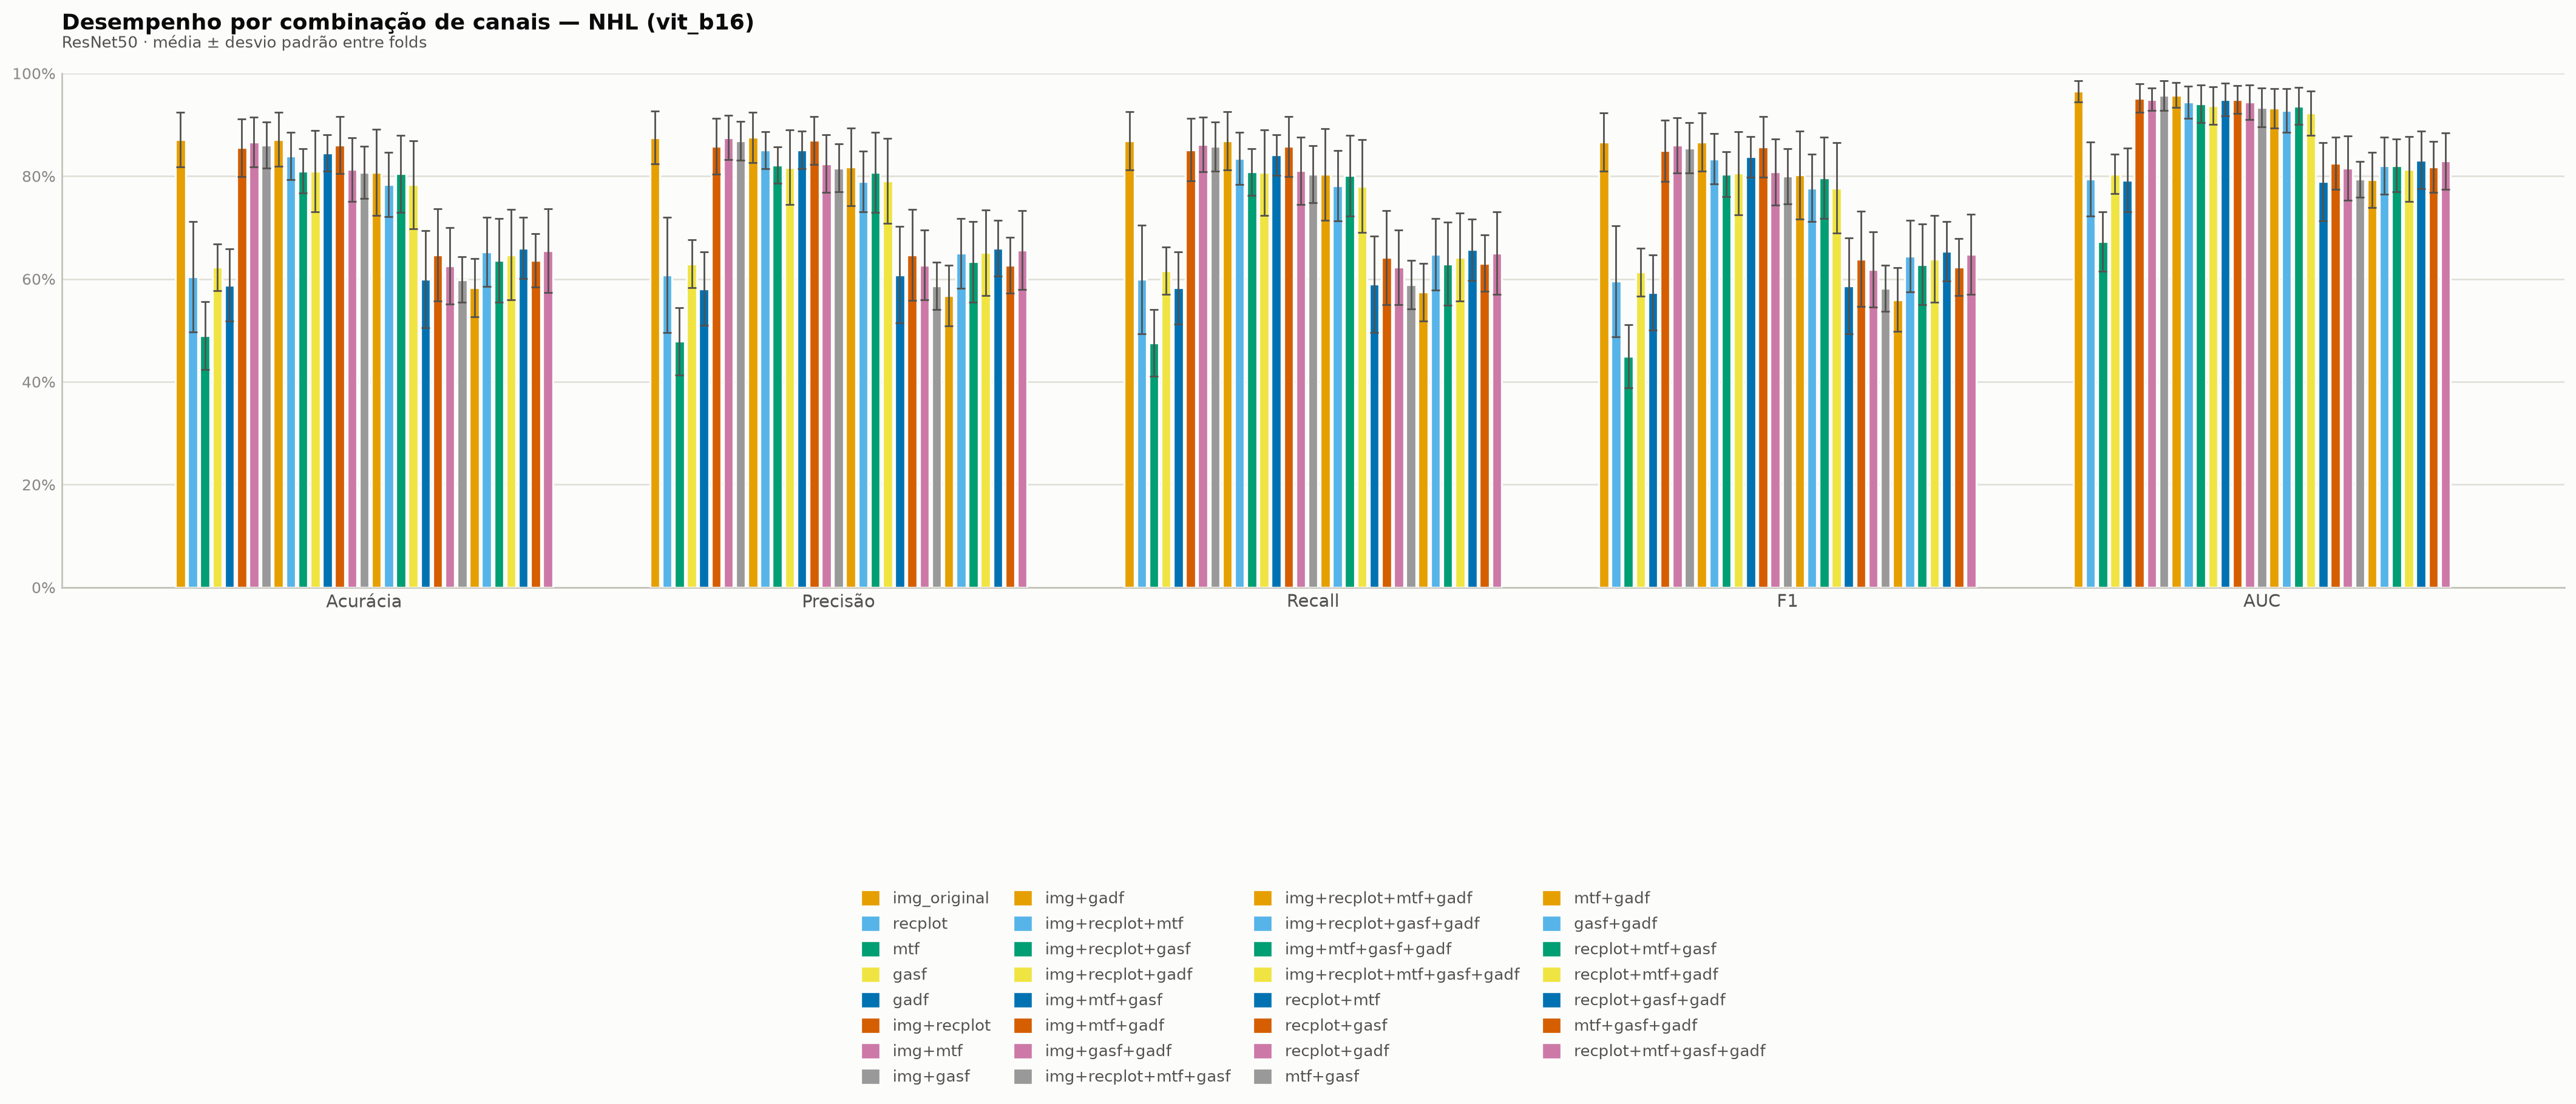 Desempenho por combinação de canais — NHL (vit_b16)
ResNet50 · média ± desvio padrão entre folds
100%
80%
60%
40%
20%
0%
Acurácia
Precisão
Recall
F1
AUC
img_original
recplot
mtf
gasf
gadf
img+recplot
img+mtf
img+gasf
img+gadf
img+recplot+mtf
img+recplot+gasf
img+recplot+gadf
img+mtf+gasf
img+mtf+gadf
img+gasf+gadf
img+recplot+mtf+gasf
img+recplot+mtf+gadf
img+recplot+gasf+gadf
img+mtf+gasf+gadf
img+recplot+mtf+gasf+gadf
recplot+mtf
recplot+gasf
recplot+gadf
mtf+gasf
mtf+gadf
gasf+gadf
recplot+mtf+gasf
recplot+mtf+gadf
recplot+gasf+gadf
mtf+gasf+gadf
recplot+mtf+gasf+gadf